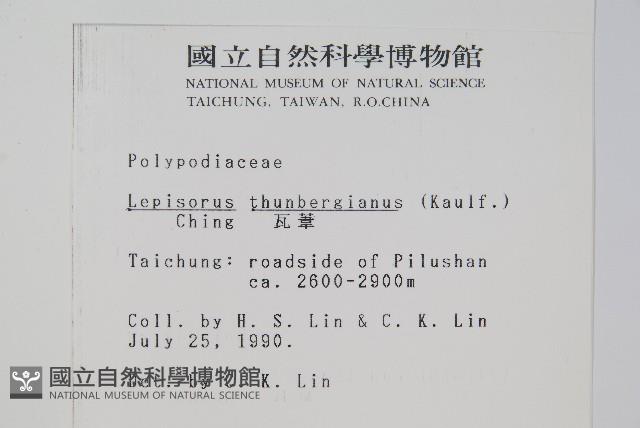 國立自然科學博物館
NATIONAL MUSEUM OF NATURAL SCIENCE
TAICHUNG, TAIWAN, R.O.CHINA
Polypodiaceae
Lepisorus thunbergianus (Kaulf.)
Ching 瓦葦
Taichung: roadside of Pilushan
ca. 2600-2900m
Coll. by H. S. Lin & C. K. Lin
July 25, 1990.
by K. Lin
國立自然科學博物館
NATIONAL MUSEUM OF NATURAL SCIENCE